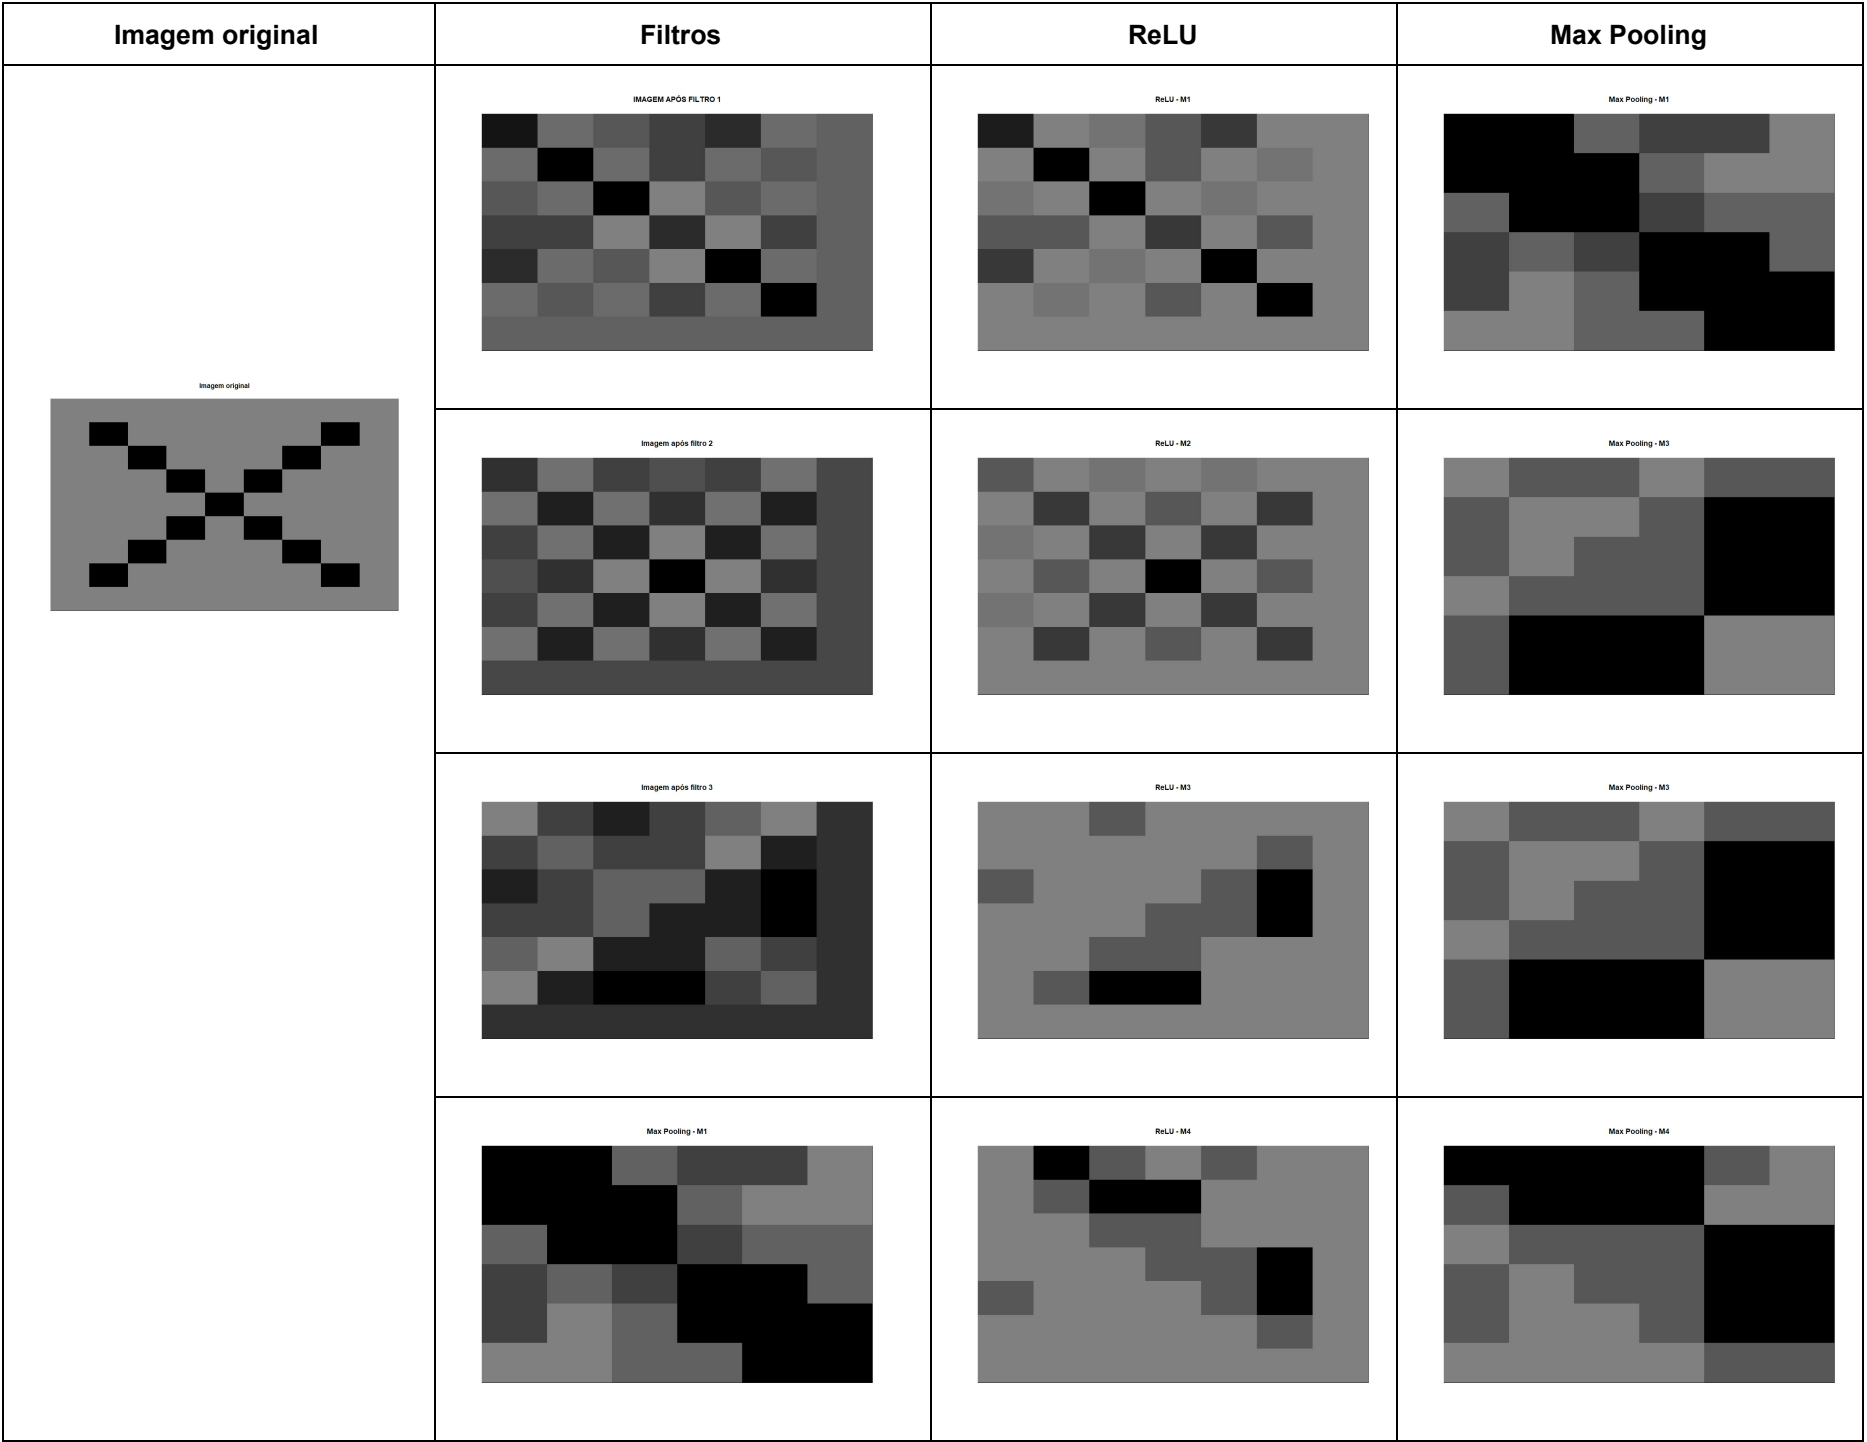 Imagem original
Filtros
ReLU
Max Pooling
Imagem original
IMAGEM APÓS FILTRO 1
ReLU - M1
Max Pooling - M1
Imagem após filtro 2
ReLU - M2
Max Pooling - M3
Imagem após filtro 3
ReLU - M3
Max Pooling - M3
Max Pooling - M1
ReLU - M4
Max Pooling - M4